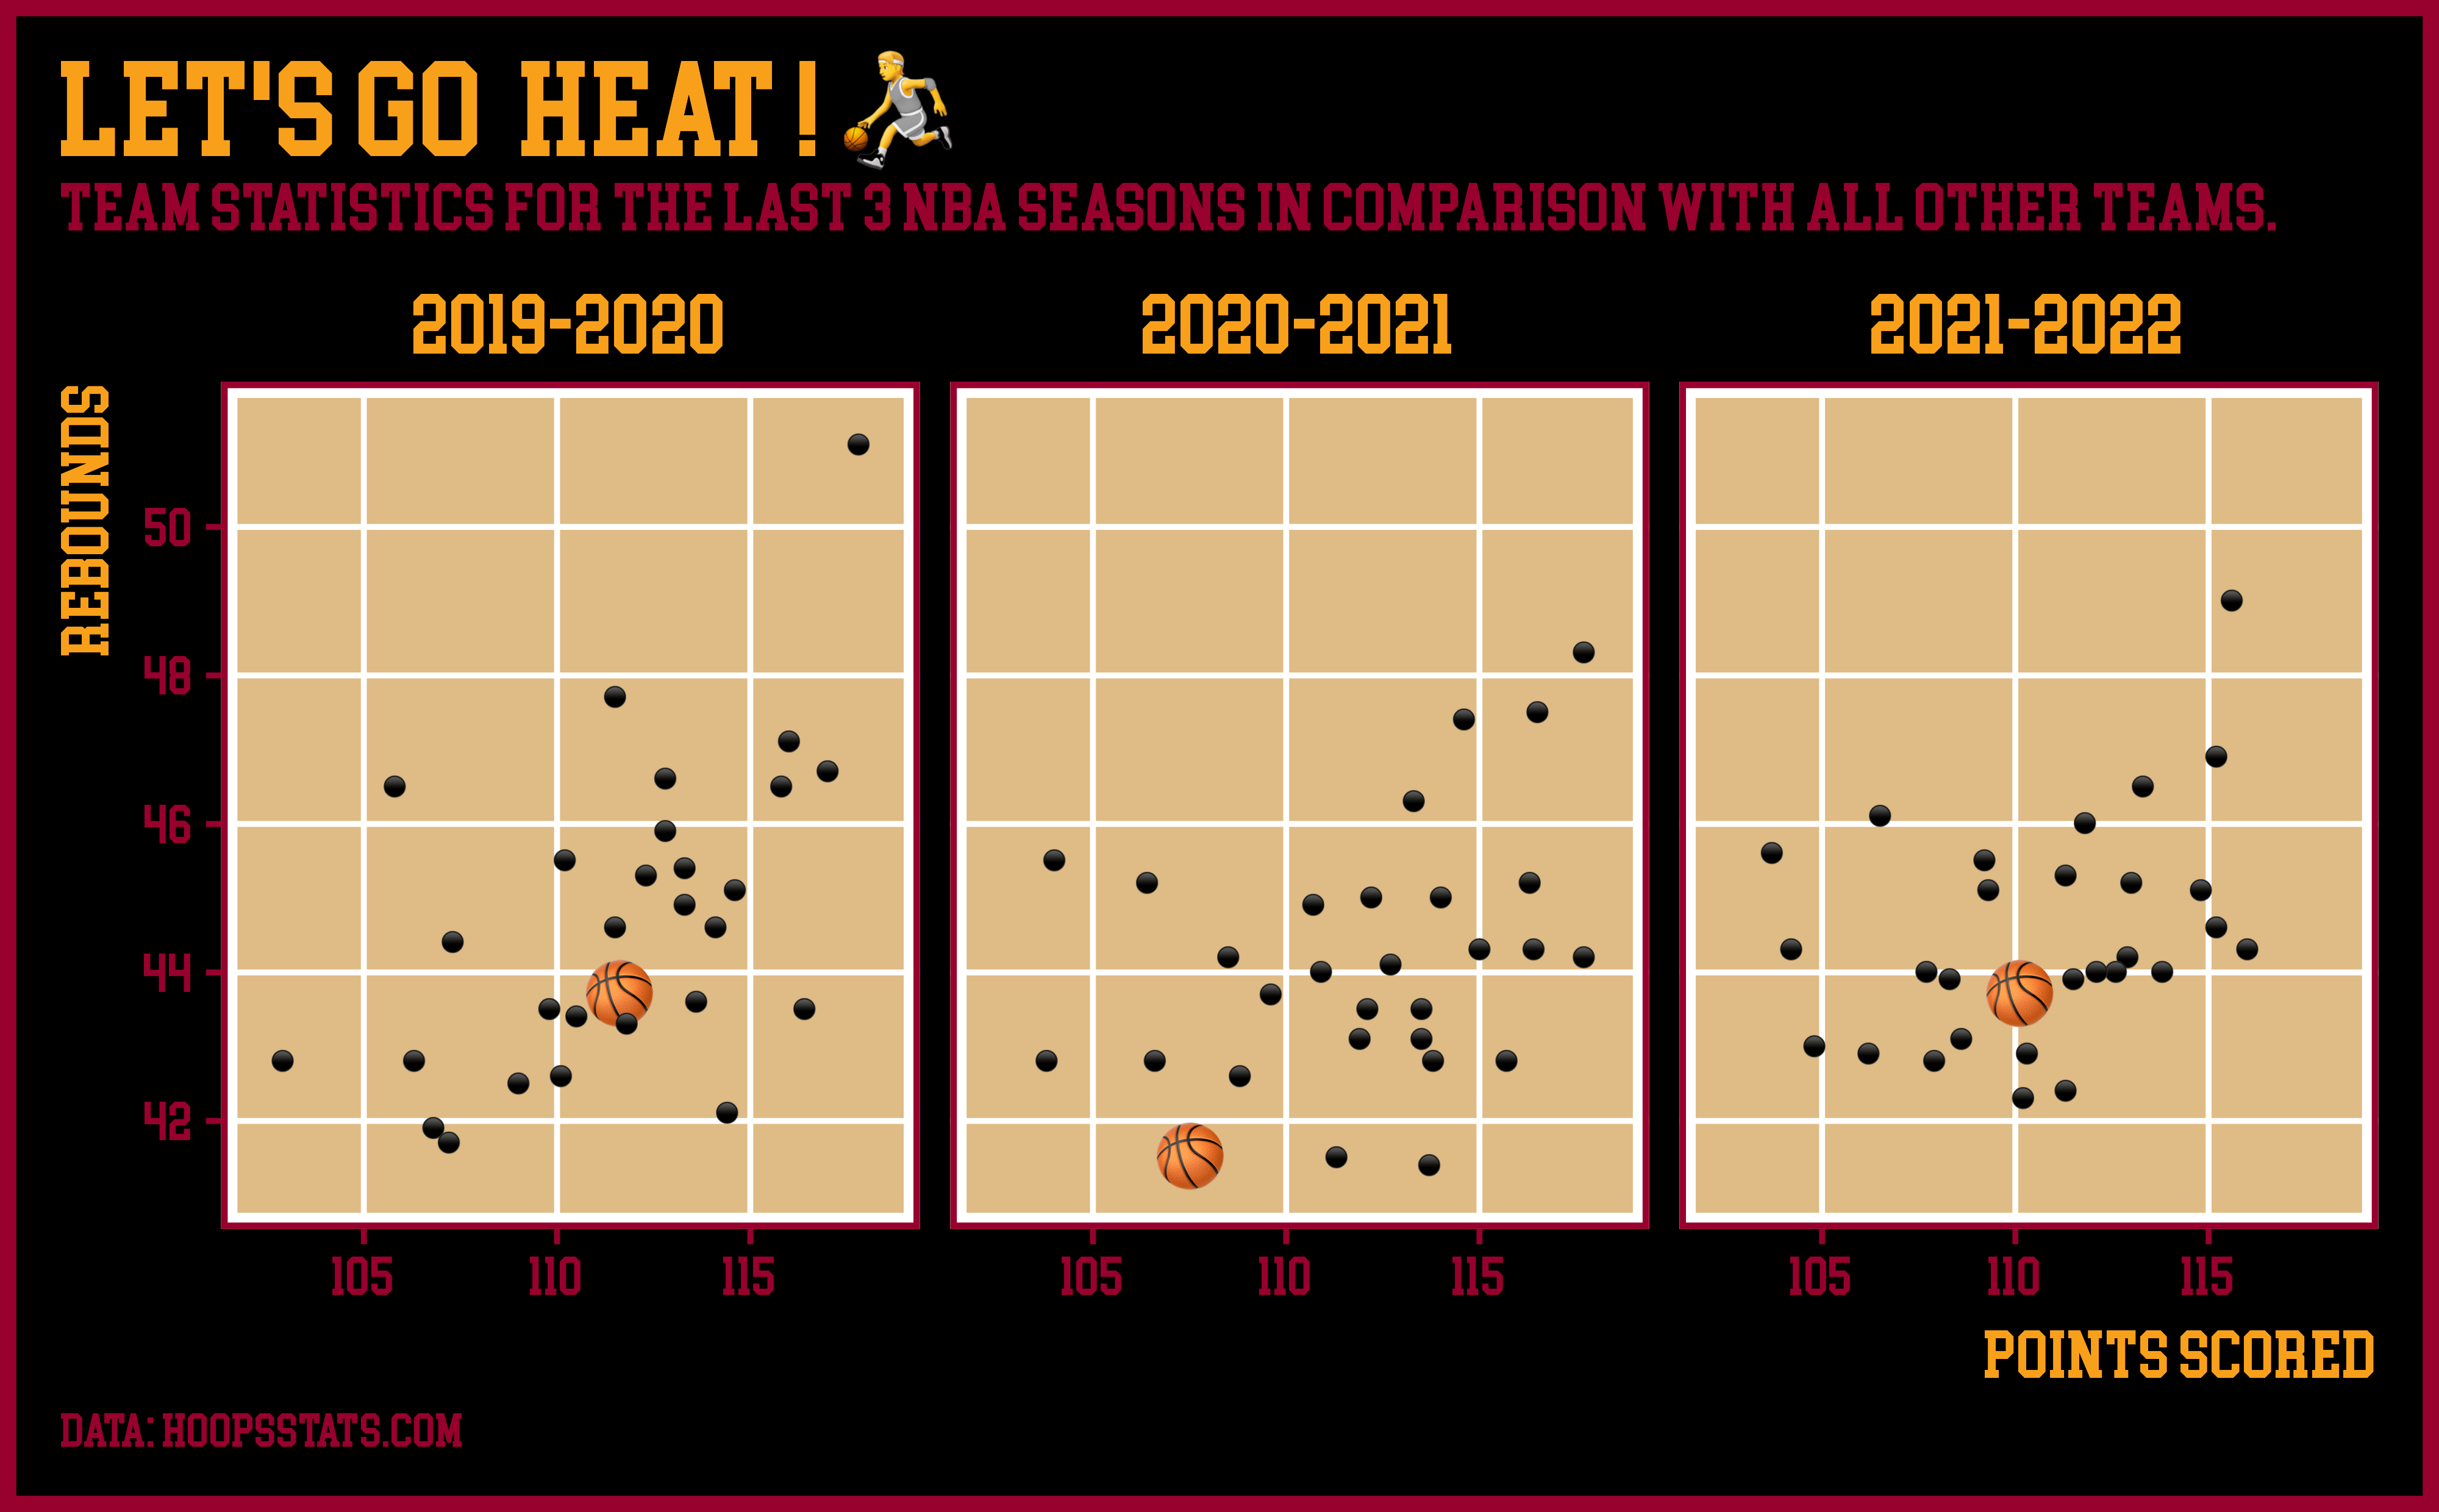 LET'S GO HEAT!
TEAM STATISTICS FOR THE LAST 3 NBA SEASONS IN COMPARISON WITH ALL OTHER TEAMS.
2019-2020
2020-2021
2021-2022
REBOUNDS
50
48
46
44
42
105 110 115
105 110 115
105 110 115
POINTS SCORED
DATA: HOOPSSTATS.COM